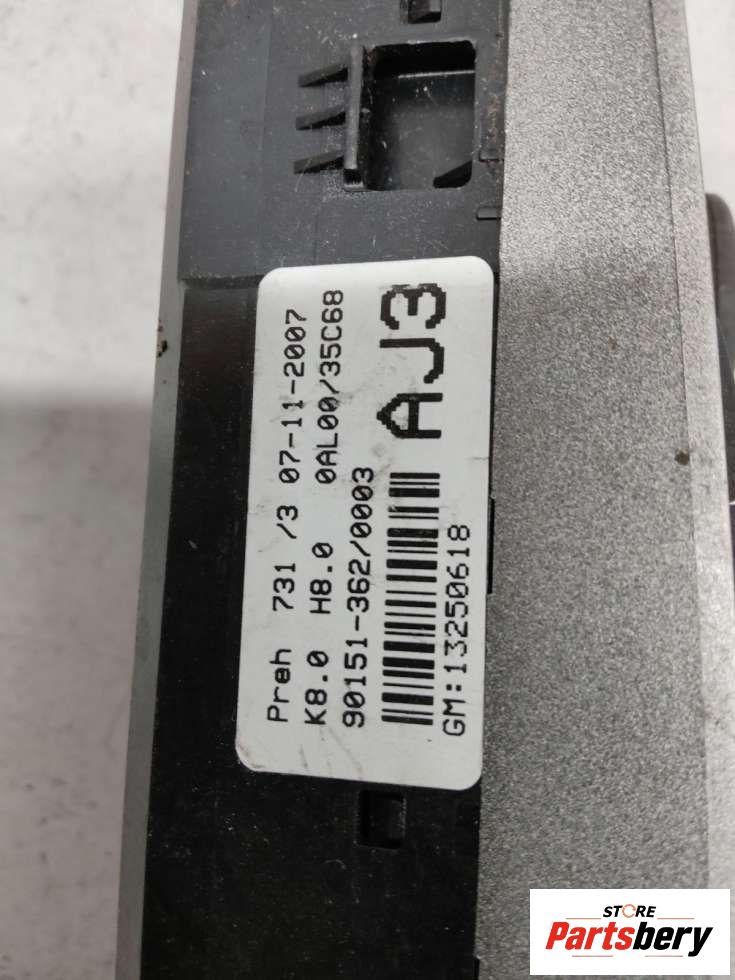 Preh 731 /3 07-11-2007
K8.0 H8.0 0AL00/35C68
90151-362/0003
AJ3
GM:13250618
STORE
Partsbery